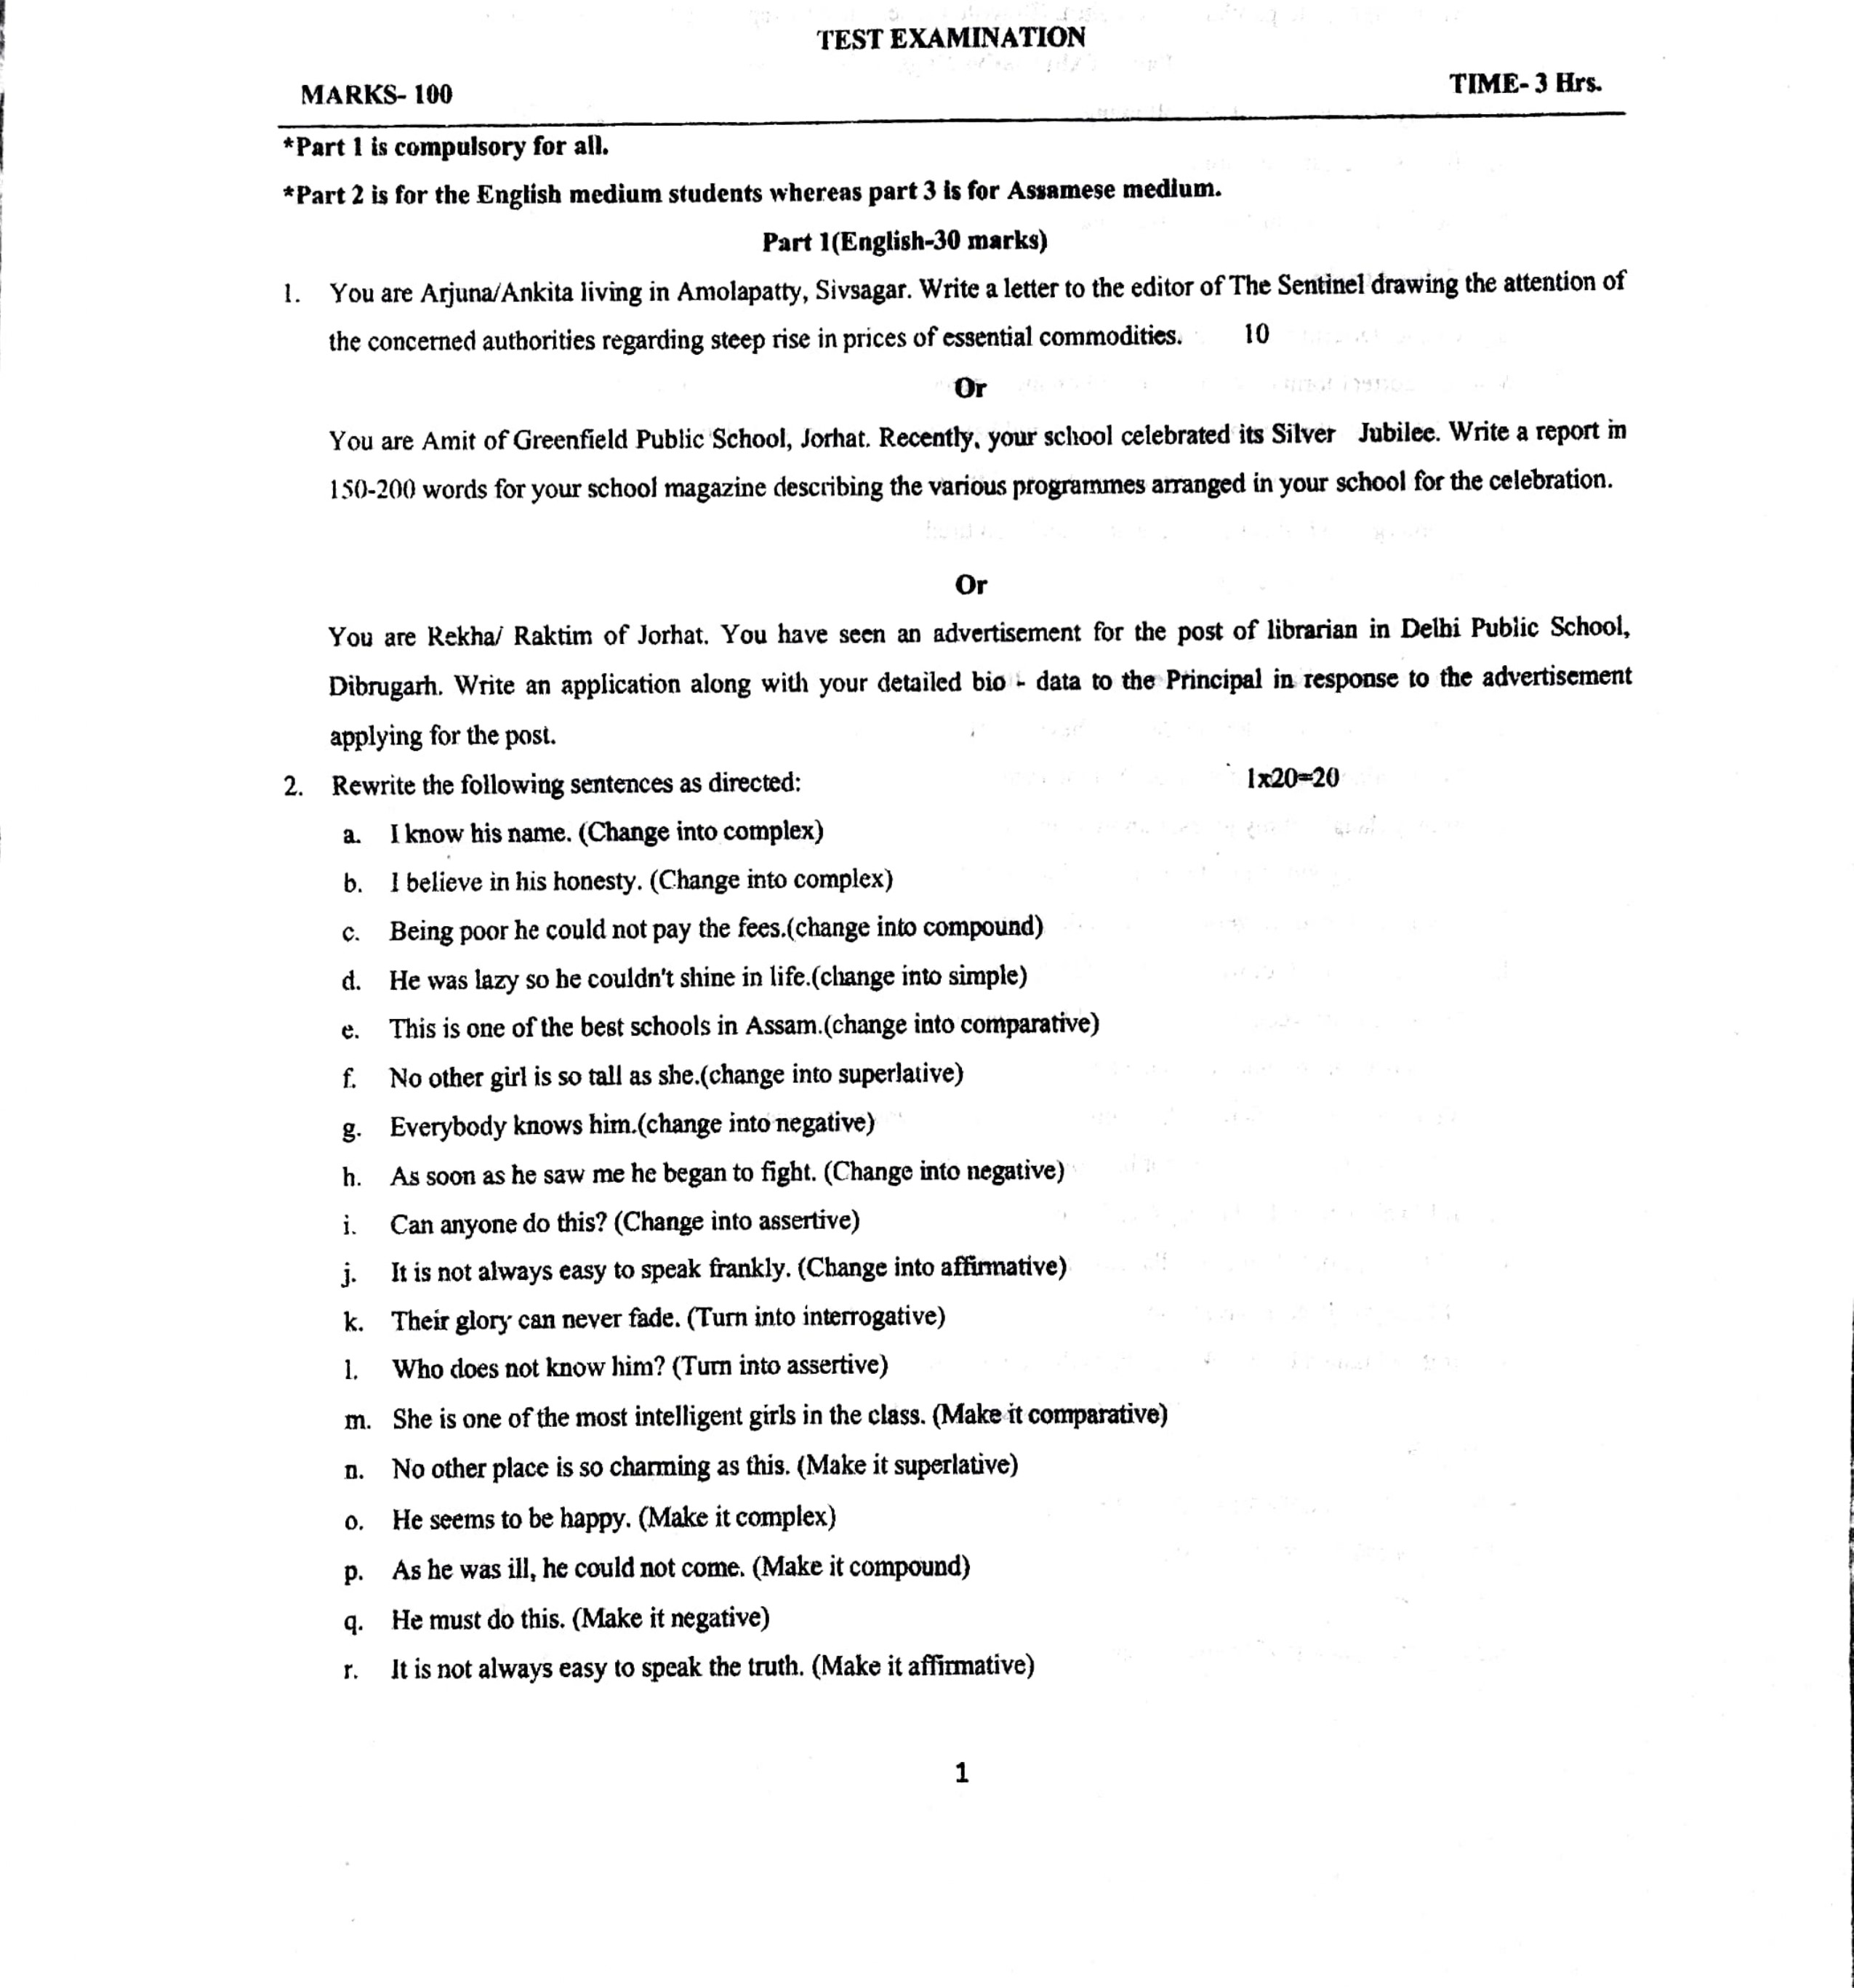 TEST EXAMINATION
MARKS- 100
TIME- 3 Hrs.
*Part 1 is compulsory for all.
*Part 2 is for the English medium students whereas part 3 is for Assamese medium.
Part 1(English-30 marks)
1. You are Arjuna/Ankita living in Amolapatty, Sivsagar. Write a letter to the editor of The Sentinel drawing the attention of
the concerned authorities regarding steep rise in prices of essential commodities. 10
Or
You are Amit of Greenfield Public School, Jorhat. Recently, your school celebrated its Silver Jubilee. Write a report in
150-200 words for your school magazine describing the various programmes arranged in your school for the celebration.
Or
You are Rekha/ Raktim of Jorhat. You have seen an advertisement for the post of librarian in Delhi Public School,
Dibrugarh. Write an application along with your detailed bio - data to the Principal in response to the advertisement
applying for the post.
2. Rewrite the following sentences as directed: 1x20=20
a. I know his name. (Change into complex)
b. I believe in his honesty. (Change into complex)
c. Being poor he could not pay the fees.(change into compound)
d. He was lazy so he couldn't shine in life.(change into simple)
e. This is one of the best schools in Assam.(change into comparative)
f. No other girl is so tall as she.(change into superlative)
g. Everybody knows him.(change into negative)
h. As soon as he saw me he began to fight. (Change into negative)
i. Can anyone do this? (Change into assertive)
j. It is not always easy to speak frankly. (Change into affirmative)
k. Their glory can never fade. (Turn into interrogative)
l. Who does not know him? (Turn into assertive)
m. She is one of the most intelligent girls in the class. (Make it comparative)
n. No other place is so charming as this. (Make it superlative)
o. He seems to be happy. (Make it complex)
p. As he was ill, he could not come. (Make it compound)
q. He must do this. (Make it negative)
r. It is not always easy to speak the truth. (Make it affirmative)
1